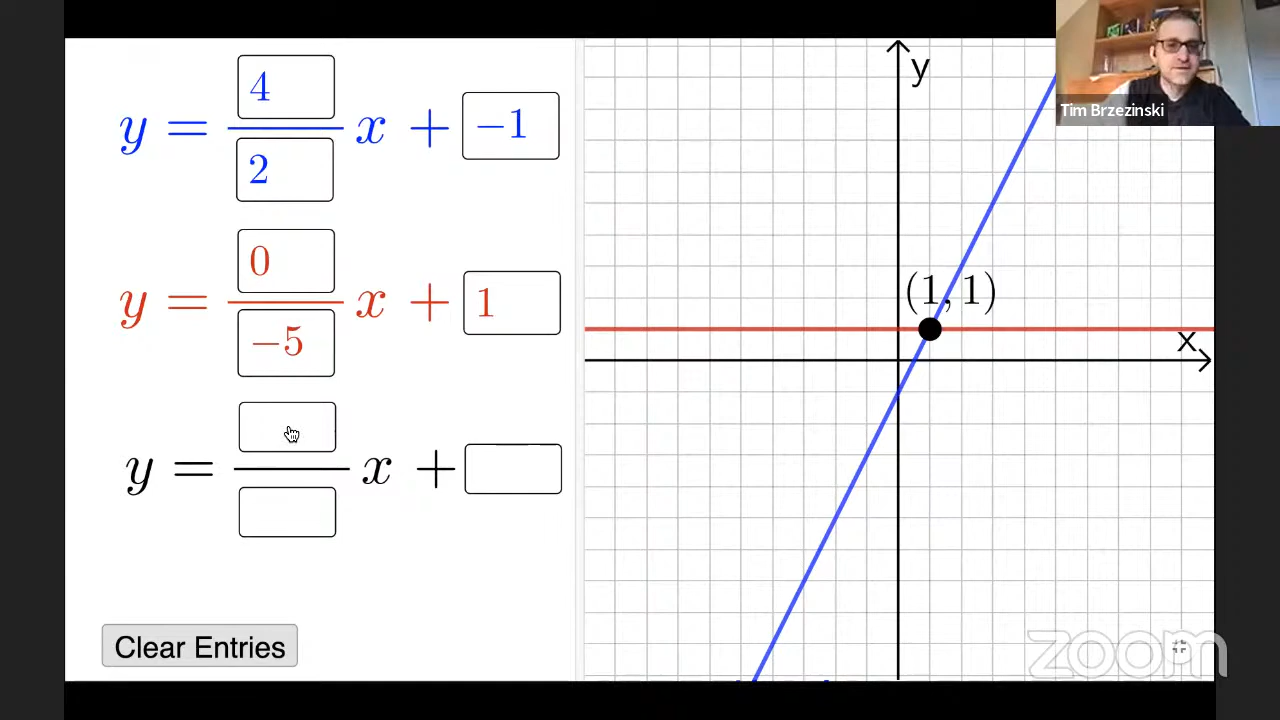 y = 4/2 x + −1
y = 0/−5 x + 1
y = x +
Clear Entries
y
(1, 1)
x
Tim Brzezinski
zoom